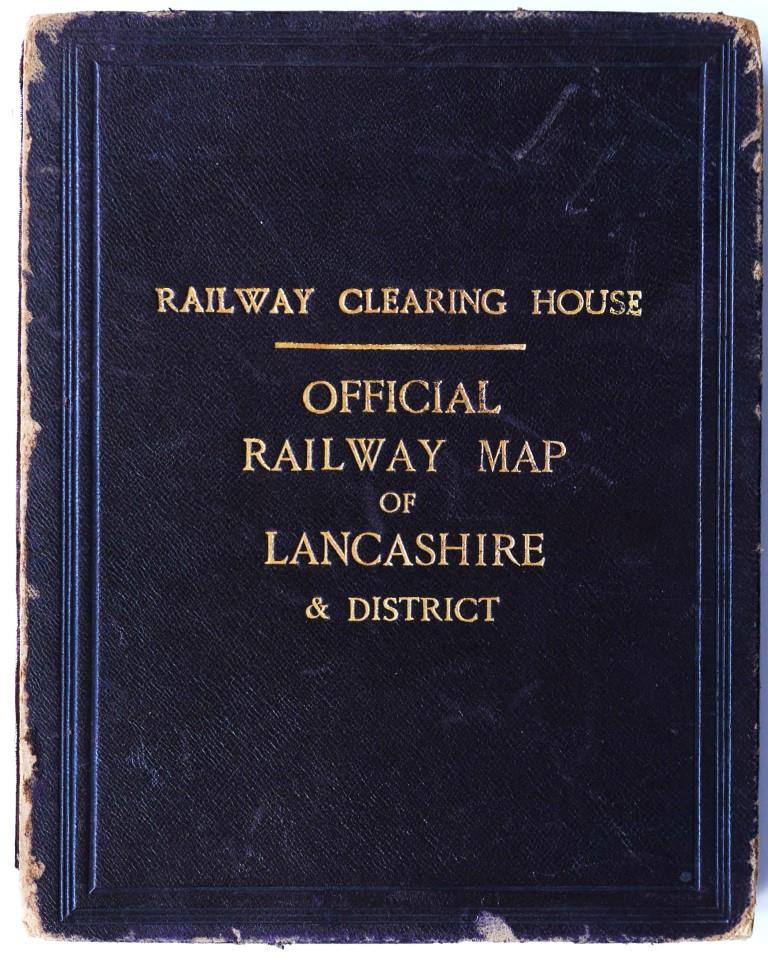 RAILWAY CLEARING HOUSE
OFFICIAL
RAILWAY MAP
OF
LANCASHIRE
& DISTRICT